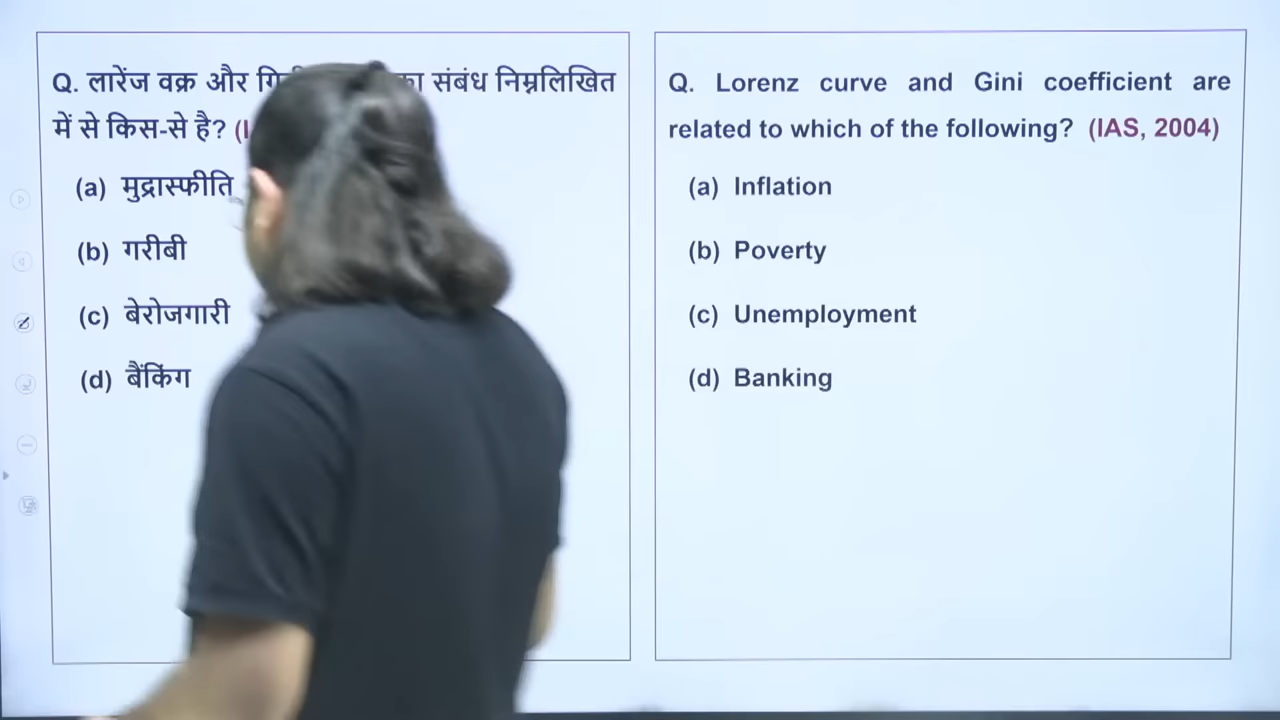 Q. लारेंज वक्र और का संबंध निम्नलिखित
में से किस-से है?
(a) मुद्रास्फीति
(b) गरीबी
(c) बेरोजगारी
(d) बैंकिंग
Q. Lorenz curve and Gini coefficient are
related to which of the following? (IAS, 2004)
(a) Inflation
(b) Poverty
(c) Unemployment
(d) Banking